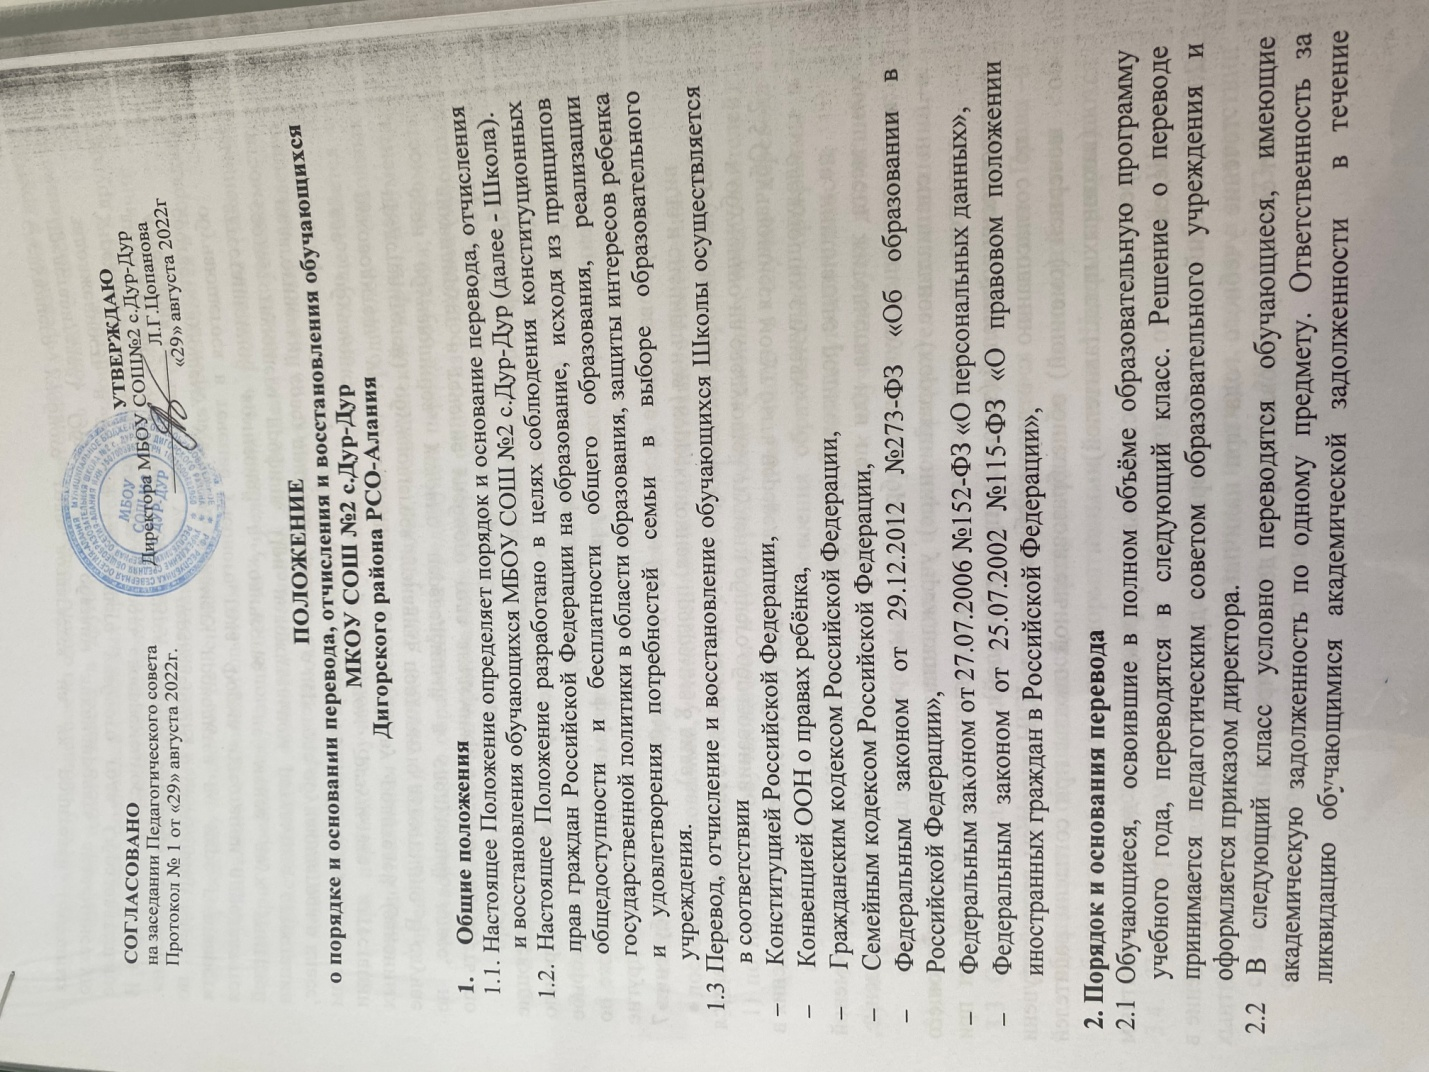 СОГЛАСОВАНО
на заседании Педагогического совета
Протокол № 1 от «29» августа 2022г.
УТВЕРЖДАЮ
Директора МБОУ СОШ№2 с.Дур-Дур
Л.Г.Цопанова
«29» августа 2022г
МБОУ
СОШ №2
ДУР-ДУР
ПОЛОЖЕНИЕ
о порядке и основании перевода, отчисления и восстановления обучающихся
МКОУ СОШ №2 с.Дур-Дур
Дигорского района РСО-Алания
1. Общие положения
1.1. Настоящее Положение определяет порядок и основание перевода, отчисления
и восстановления обучающихся МБОУ СОШ №2 с.Дур-Дур (далее - Школа).
1.2. Настоящее Положение разработано в целях соблюдения конституционных
прав граждан Российской Федерации на образование, исходя из принципов
общедоступности и бесплатности общего образования, реализации
государственной политики в области образования, защиты интересов ребенка
и удовлетворения потребностей семьи в выборе образовательного
учреждения.
1.3 Перевод, отчисление и восстановление обучающихся Школы осуществляется
в соответствии
– Конституцией Российской Федерации,
– Конвенцией ООН о правах ребёнка,
– Гражданским кодексом Российской Федерации,
– Семейным кодексом Российской Федерации,
– Федеральным законом от 29.12.2012 №273-ФЗ «Об образовании в
Российской Федерации»,
– Федеральным законом от 27.07.2006 №152-ФЗ «О персональных данных»,
– Федеральным законом от 25.07.2002 №115-ФЗ «О правовом положении
иностранных граждан в Российской Федерации»,
2. Порядок и основания перевода
2.1 Обучающиеся, освоившие в полном объёме образовательную программу
учебного года, переводятся в следующий класс. Решение о переводе
принимается педагогическим советом образовательного учреждения и
оформляется приказом директора.
2.2 В следующий класс условно переводятся обучающиеся, имеющие
академическую задолженность по одному предмету. Ответственность за
ликвидацию обучающимися академической задолженности в течение